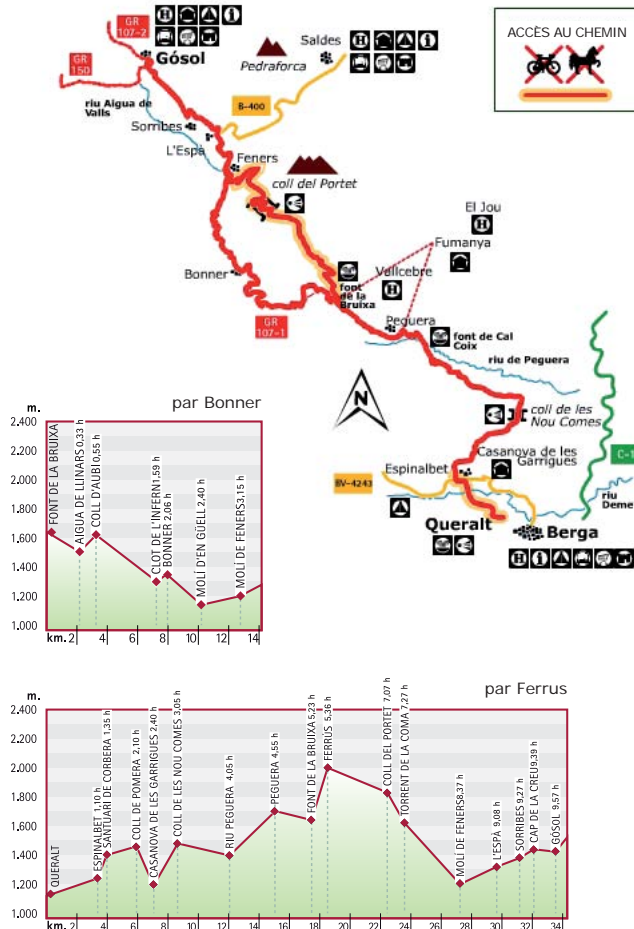 GR
107-2
GR
150
Gósol
Pedraforca
Saldes
ACCÈS AU CHEMIN
riu Aigua de
Valls
B-400
Sorribes
L'Espà
Feners
coll del Portet
El Jou
Fumanya
Vallcebre
Bonner
font
de la
Bruixa
GR
107-1
Peguera
font de Cal
Coix
riu de Peguera
N
coll de les
Nou Comes
Casanova de les
Garrigues
Espinalbet
C-1
BV-4243
riu
Deme
Queralt
Berga
par Bonner
m.
2.400
2.200
2.000
1.800
1.600
1.400
1.200
1.000
FONT DE LA BRUIXA
AIGUA DE LLINARS 0,33 h
COLL D'AUBI 0,55 h
CLOT DE L'INFERN 1.59 h
BONNER 2,06 h
MOLÍ D'EN GÜELL 2,40 h
MOLÍ DE FENERS 3,15 h
km. 2 4 6 8 10 12 14
par Ferrus
m.
2.400
2.200
2.000
1.800
1.600
1.400
1.200
1.000
QUERALT
ESPINALBET 1,10 h
SANTUARI DE CORBERA 1,35 h
COLL DE POMERA 2,10 h
CASANOVA DE LES GARRIGUES 2,40 h
COLL DE LES NOU COMES 3,05 h
RIU PEGUERA 4,05 h
PEGUERA 4,55 h
FONT DE LA BRUIXA 5,23 h
FERRÚS 5,36 h
COLL DEL PORTET 7,07 h
TORRENT DE LA COMA 7,27 h
MOLÍ DE FENERS 8,37 h
L'ESPÀ 9,08 h
SORRIBES 9,27 h
CAP DE LA CREU 9,39 h
GÓSOL 9,57 h
km. 2 4 6 8 10 12 14 16 18 20 22 24 26 28 30 32 34